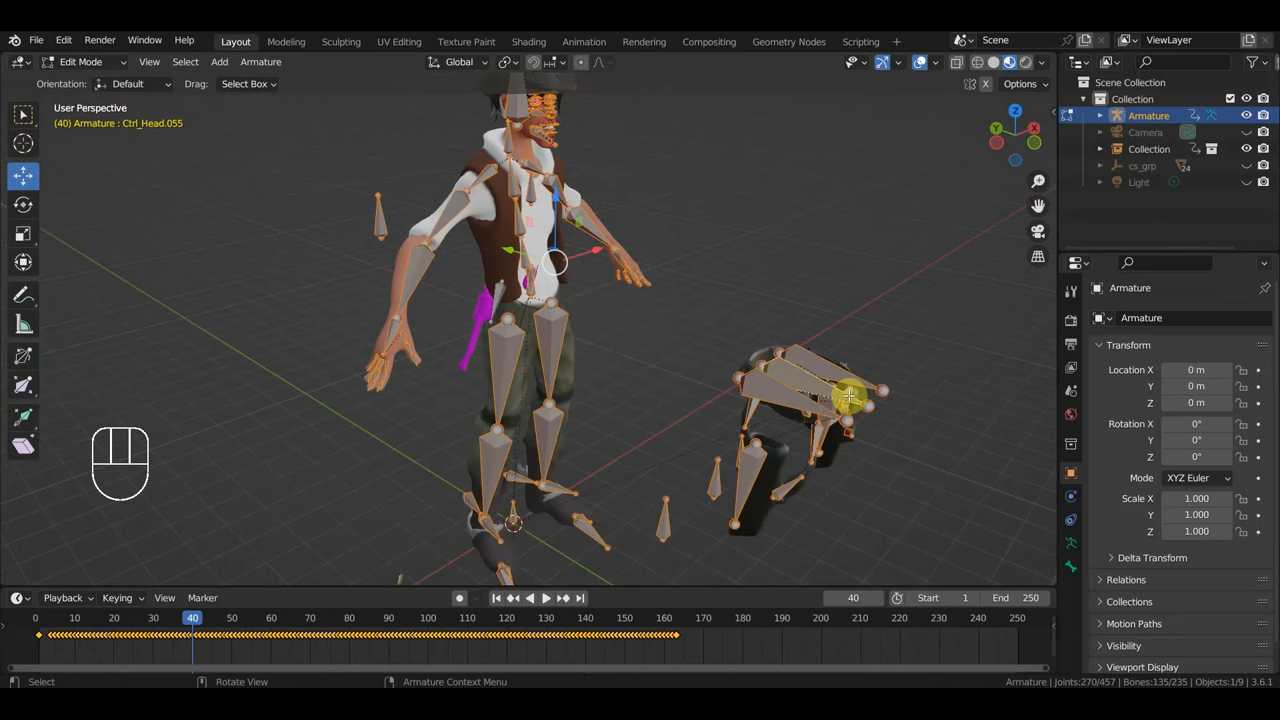 File Edit Render Window Help Layout Modeling Sculpting UV Editing Texture Paint Shading Animation Rendering Compositing Geometry Nodes Scripting + Scene ViewLayer
Edit Mode View Select Add Armature Global
Orientation: Default Drag: Select Box X Options
User Perspective
(40) Armature : Ctrl_Head.055
Z
Y X
Scene Collection
Collection
Armature
Camera
Collection
cs_grp 24
Light
Armature
Armature
Transform
Location X 0 m
Y 0 m
Z 0 m
Rotation X 0°
Y 0°
Z 0°
Mode XYZ Euler
Scale X 1.000
Y 1.000
Z 1.000
Delta Transform
Relations
Collections
Motion Paths
Visibility
Viewport Display
Playback Keying View Marker 40 Start 1 End 250
0 10 20 30 40 50 60 70 80 90 100 110 120 130 140 150 160 170 180 190 200 210 220 230 240 250
Select Rotate View Armature Context Menu Armature | Joints:270/457 | Bones:135/235 | Objects:1/9 | 3.6.1